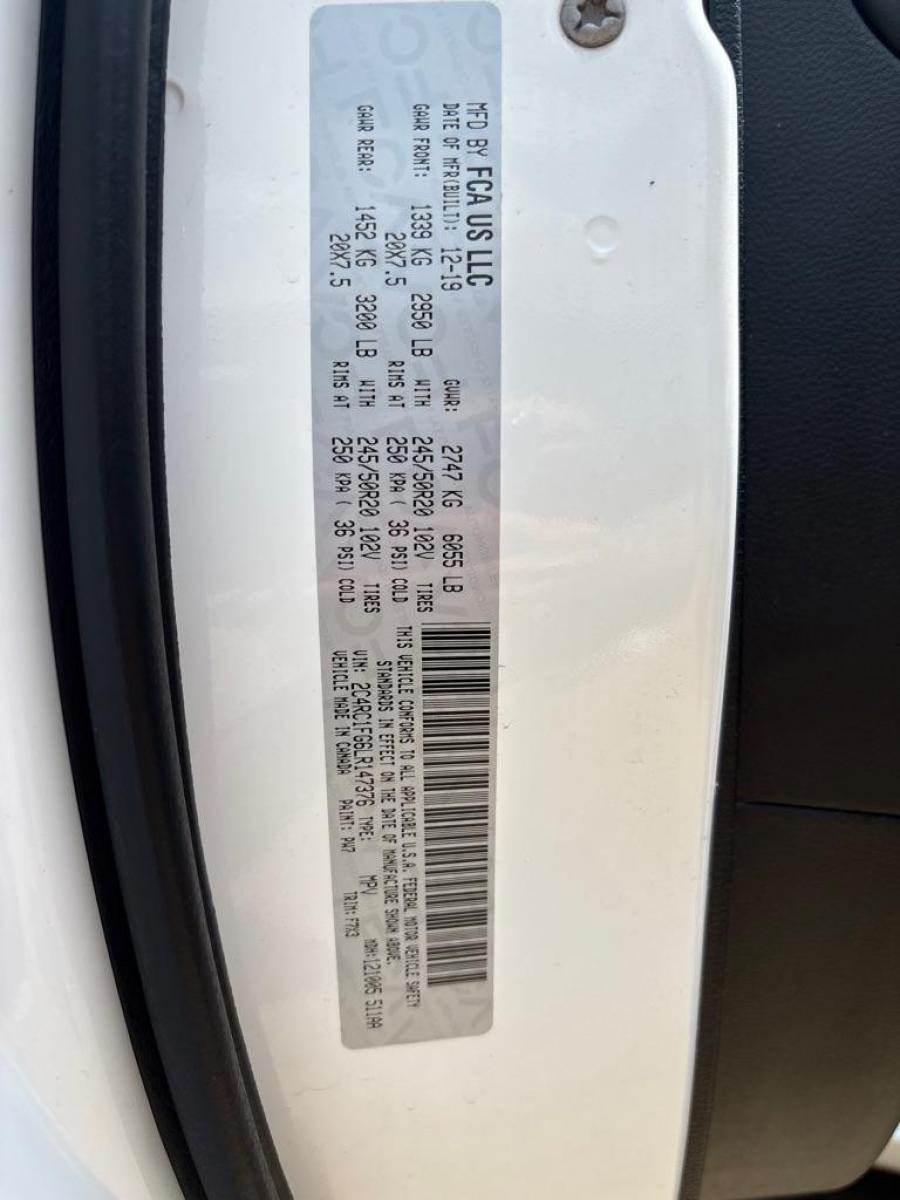 MFD BY FCA US LLC
DATE OF MFR(BUILT): 12-19 GVWR: 2747 KG 6055 LB
GAWR FRONT: 1339 KG 2950 LB WITH 245/50R20 102V TIRES
20X7.5 RIMS AT 250 KPA ( 36 PSI) COLD
GAWR REAR: 1452 KG 3200 LB WITH 245/50R20 102V TIRES
20X7.5 RIMS AT 250 KPA ( 36 PSI) COLD
THIS VEHICLE CONFORMS TO ALL APPLICABLE U.S.A. FEDERAL MOTOR VEHICLE SAFETY
STANDARDS IN EFFECT ON THE DATE OF MANUFACTURE SHOWN ABOVE.
VIN: 2C4RC1FG6LR147376 TYPE: MPV MDH:121005 511AA
VEHICLE MADE IN CANADA PAINT: PW7 TRIM:F7X3